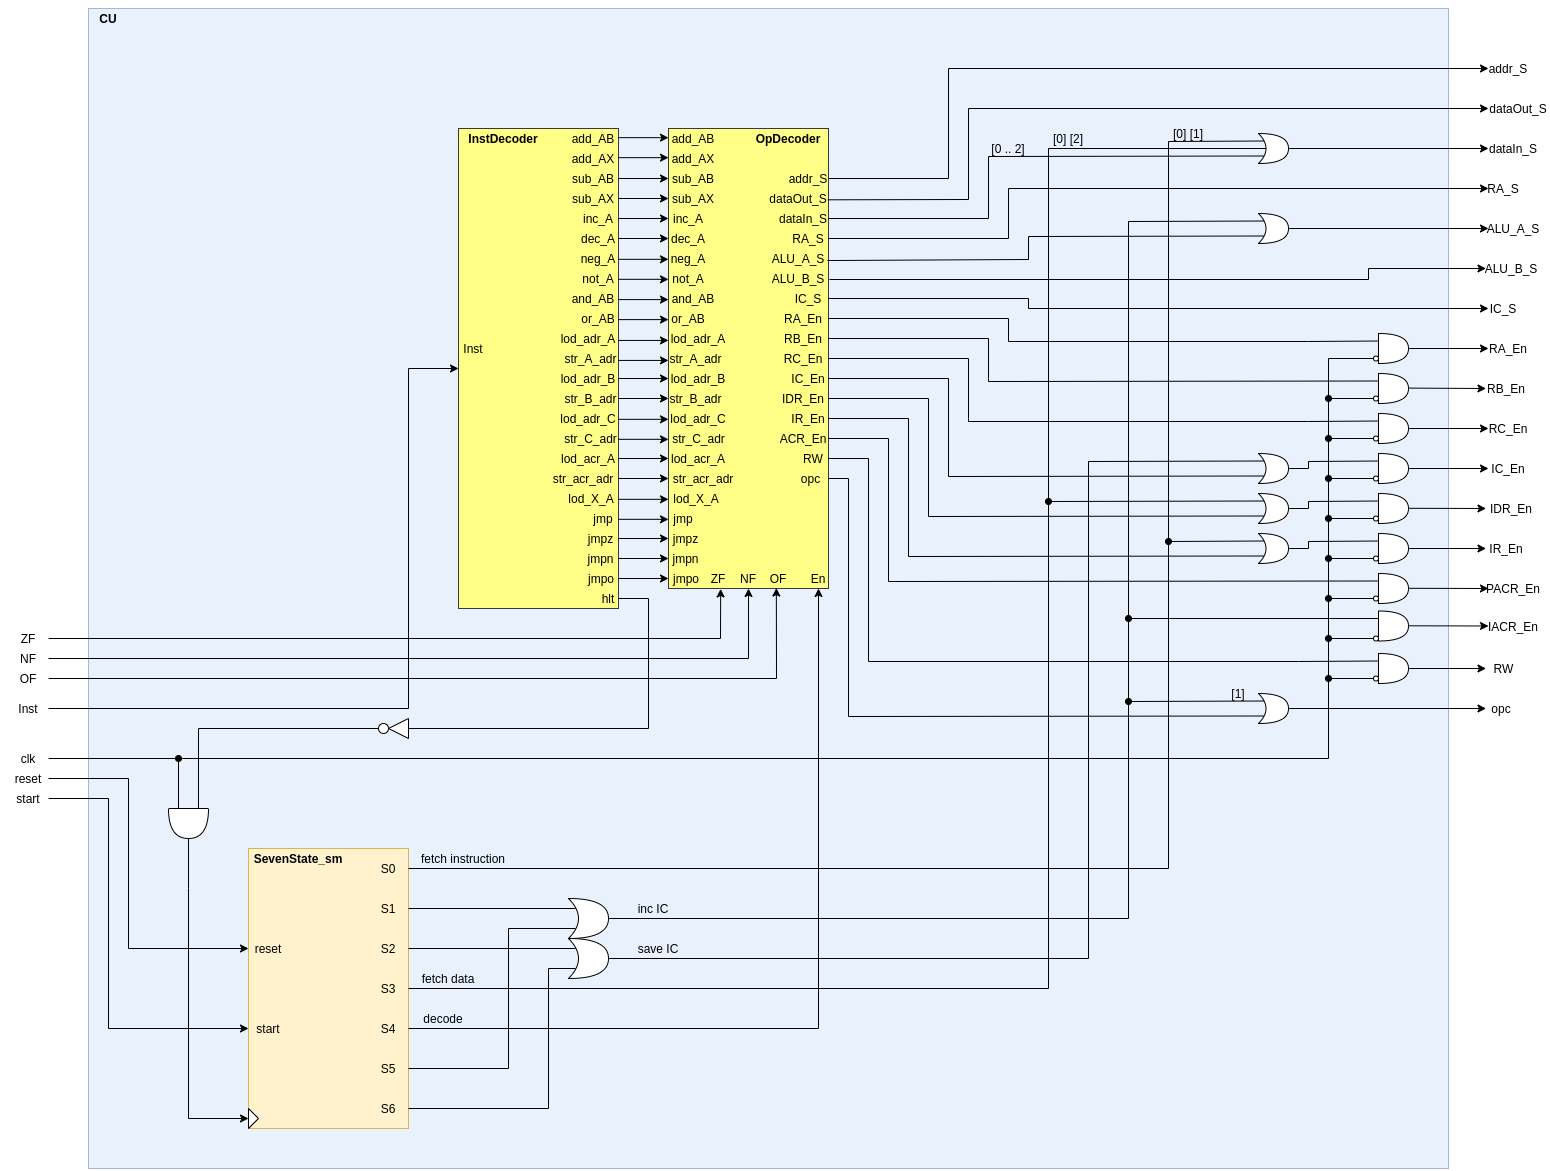 CU
addr_S
dataOut_S
[0 .. 2]
[0] [2]
[0] [1]
dataIn_S
RA_S
ALU_A_S
ALU_B_S
IC_S
RA_En
RB_En
RC_En
IC_En
IDR_En
IR_En
PACR_En
IACR_En
RW
[1]
opc
InstDecoder
Inst
add_AB
add_AX
sub_AB
sub_AX
inc_A
dec_A
neg_A
not_A
and_AB
or_AB
lod_adr_A
str_A_adr
lod_adr_B
str_B_adr
lod_adr_C
str_C_adr
lod_acr_A
str_acr_adr
lod_X_A
jmp
jmpz
jmpn
jmpo
hlt
OpDecoder
add_AB
add_AX
sub_AB
sub_AX
inc_A
dec_A
neg_A
not_A
and_AB
or_AB
lod_adr_A
str_A_adr
lod_adr_B
str_B_adr
lod_adr_C
str_C_adr
lod_acr_A
str_acr_adr
lod_X_A
jmp
jmpz
jmpn
jmpo ZF NF OF En
addr_S
dataOut_S
dataIn_S
RA_S
ALU_A_S
ALU_B_S
IC_S
RA_En
RB_En
RC_En
IC_En
IDR_En
IR_En
ACR_En
RW
opc
ZF
NF
OF
Inst
clk
reset
start
SevenState_sm
reset
start
S0
S1
S2
S3
S4
S5
S6
fetch instruction
inc IC
save IC
fetch data
decode